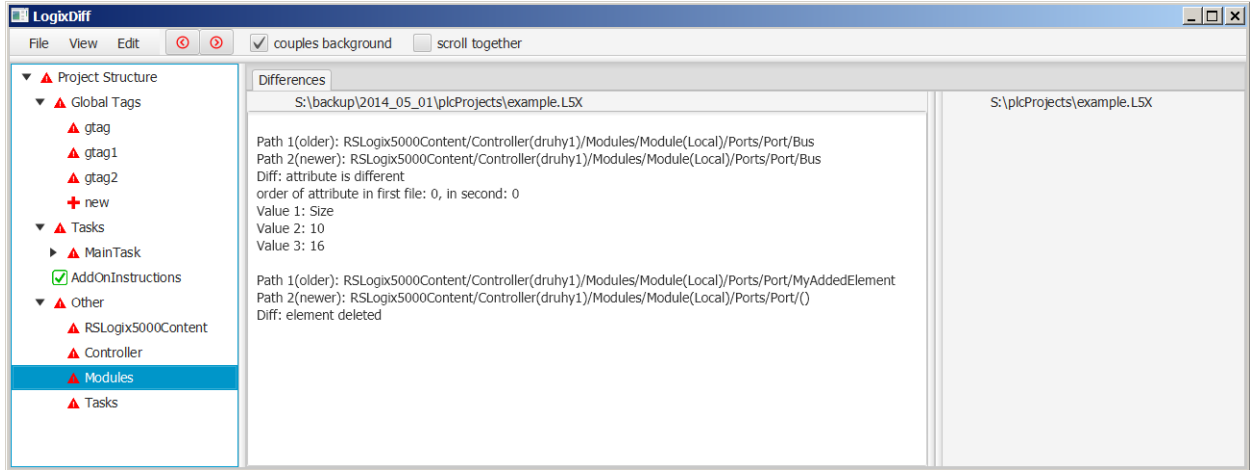 LogixDiff
File View Edit couples background scroll together
Project Structure
Global Tags
gtag
gtag1
gtag2
new
Tasks
MainTask
AddOnInstructions
Other
RSLogix5000Content
Controller
Modules
Tasks
Differences
S:\backup\2014_05_01\plcProjects\example.L5X
Path 1(older): RSLogix5000Content/Controller(druhy1)/Modules/Module(Local)/Ports/Port/Bus
Path 2(newer): RSLogix5000Content/Controller(druhy1)/Modules/Module(Local)/Ports/Port/Bus
Diff: attribute is different
order of attribute in first file: 0, in second: 0
Value 1: Size
Value 2: 10
Value 3: 16
Path 1(older): RSLogix5000Content/Controller(druhy1)/Modules/Module(Local)/Ports/Port/MyAddedElement
Path 2(newer): RSLogix5000Content/Controller(druhy1)/Modules/Module(Local)/Ports/Port/()
Diff: element deleted
S:\plcProjects\example.L5X